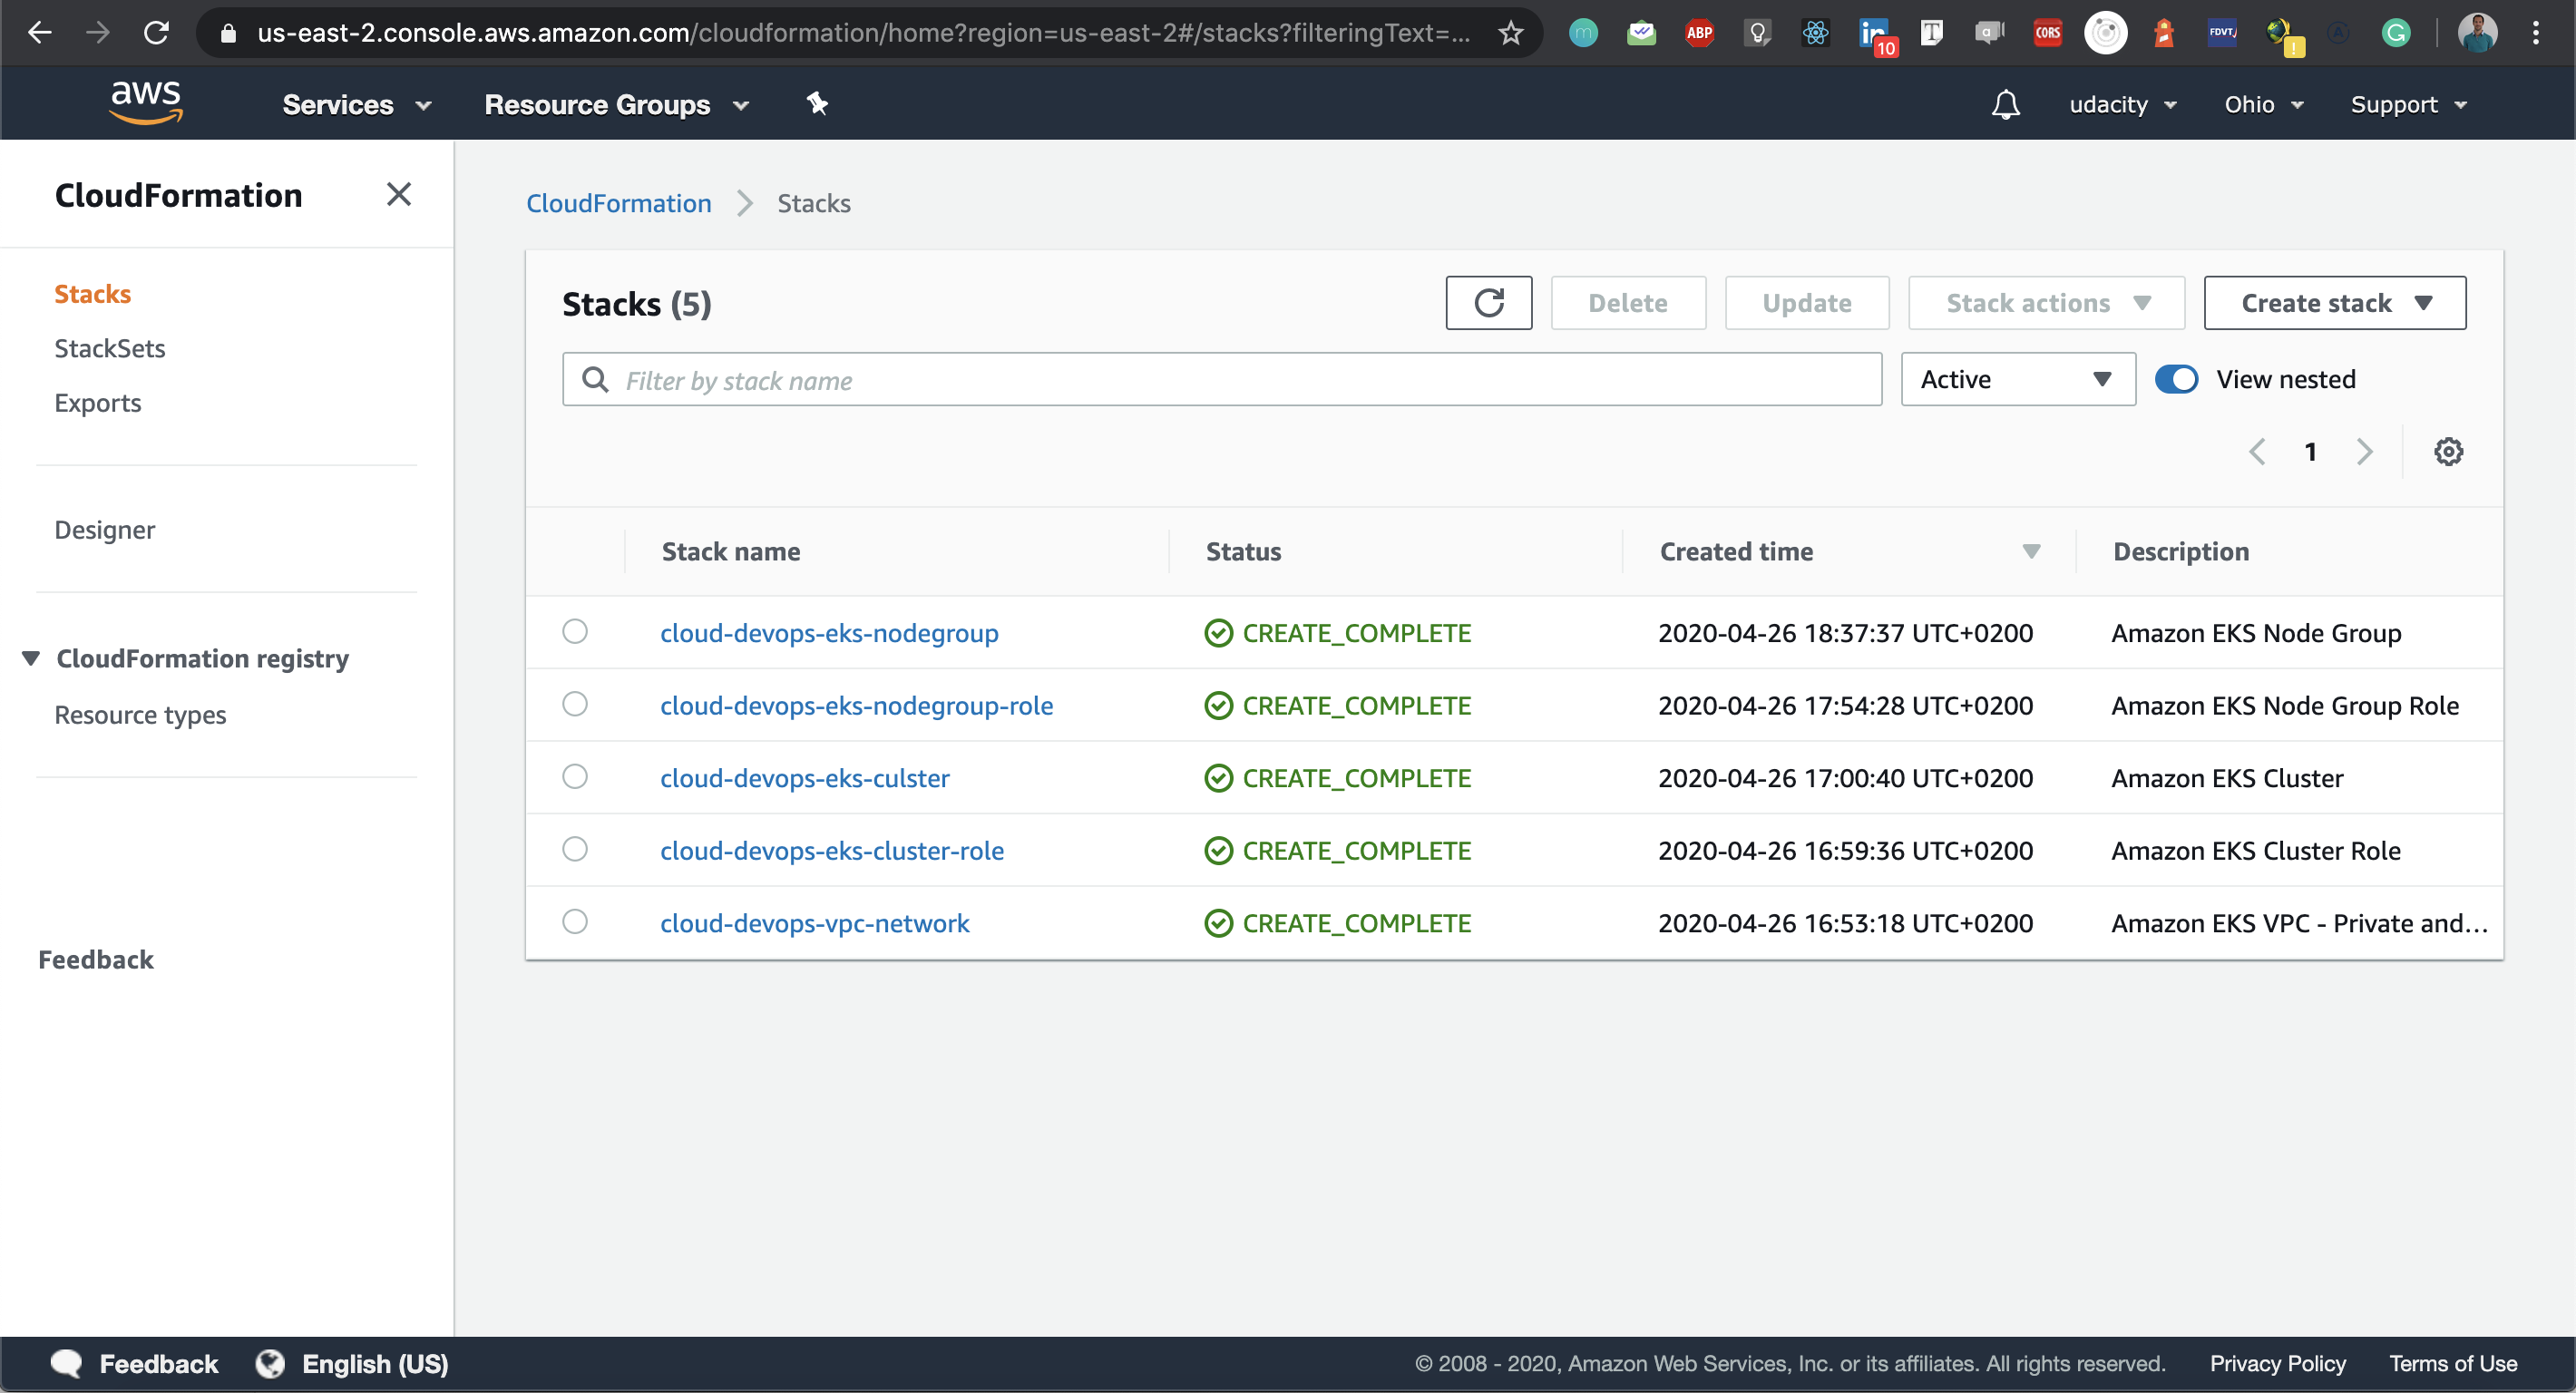 us-east-2.console.aws.amazon.com/cloudformation/home?region=us-east-2#/stacks?filteringText=...
ABP
in
10
T
a
CORS
FDVT
aws
Services
Resource Groups
udacity
Ohio
Support
CloudFormation
Stacks
StackSets
Exports
Designer
CloudFormation registry
Resource types
Feedback
CloudFormation
Stacks
Stacks (5)
Delete
Update
Stack actions
Create stack
Filter by stack name
Active
View nested
1
Stack name Status Created time Description
cloud-devops-eks-nodegroup CREATE_COMPLETE 2020-04-26 18:37:37 UTC+0200 Amazon EKS Node Group
cloud-devops-eks-nodegroup-role CREATE_COMPLETE 2020-04-26 17:54:28 UTC+0200 Amazon EKS Node Group Role
cloud-devops-eks-culster CREATE_COMPLETE 2020-04-26 17:00:40 UTC+0200 Amazon EKS Cluster
cloud-devops-eks-cluster-role CREATE_COMPLETE 2020-04-26 16:59:36 UTC+0200 Amazon EKS Cluster Role
cloud-devops-vpc-network CREATE_COMPLETE 2020-04-26 16:53:18 UTC+0200 Amazon EKS VPC - Private and...
Feedback
English (US)
© 2008 - 2020, Amazon Web Services, Inc. or its affiliates. All rights reserved.
Privacy Policy
Terms of Use